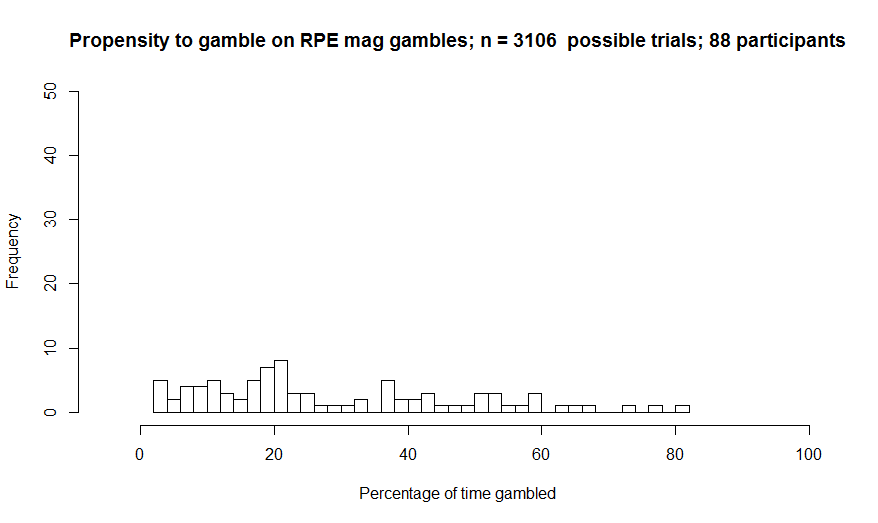 Propensity to gamble on RPE mag gambles; n = 3106  possible trials; 88 participants
50
40
30
20
10
0
Frequency
0 20 40 60 80 100
Percentage of time gambled